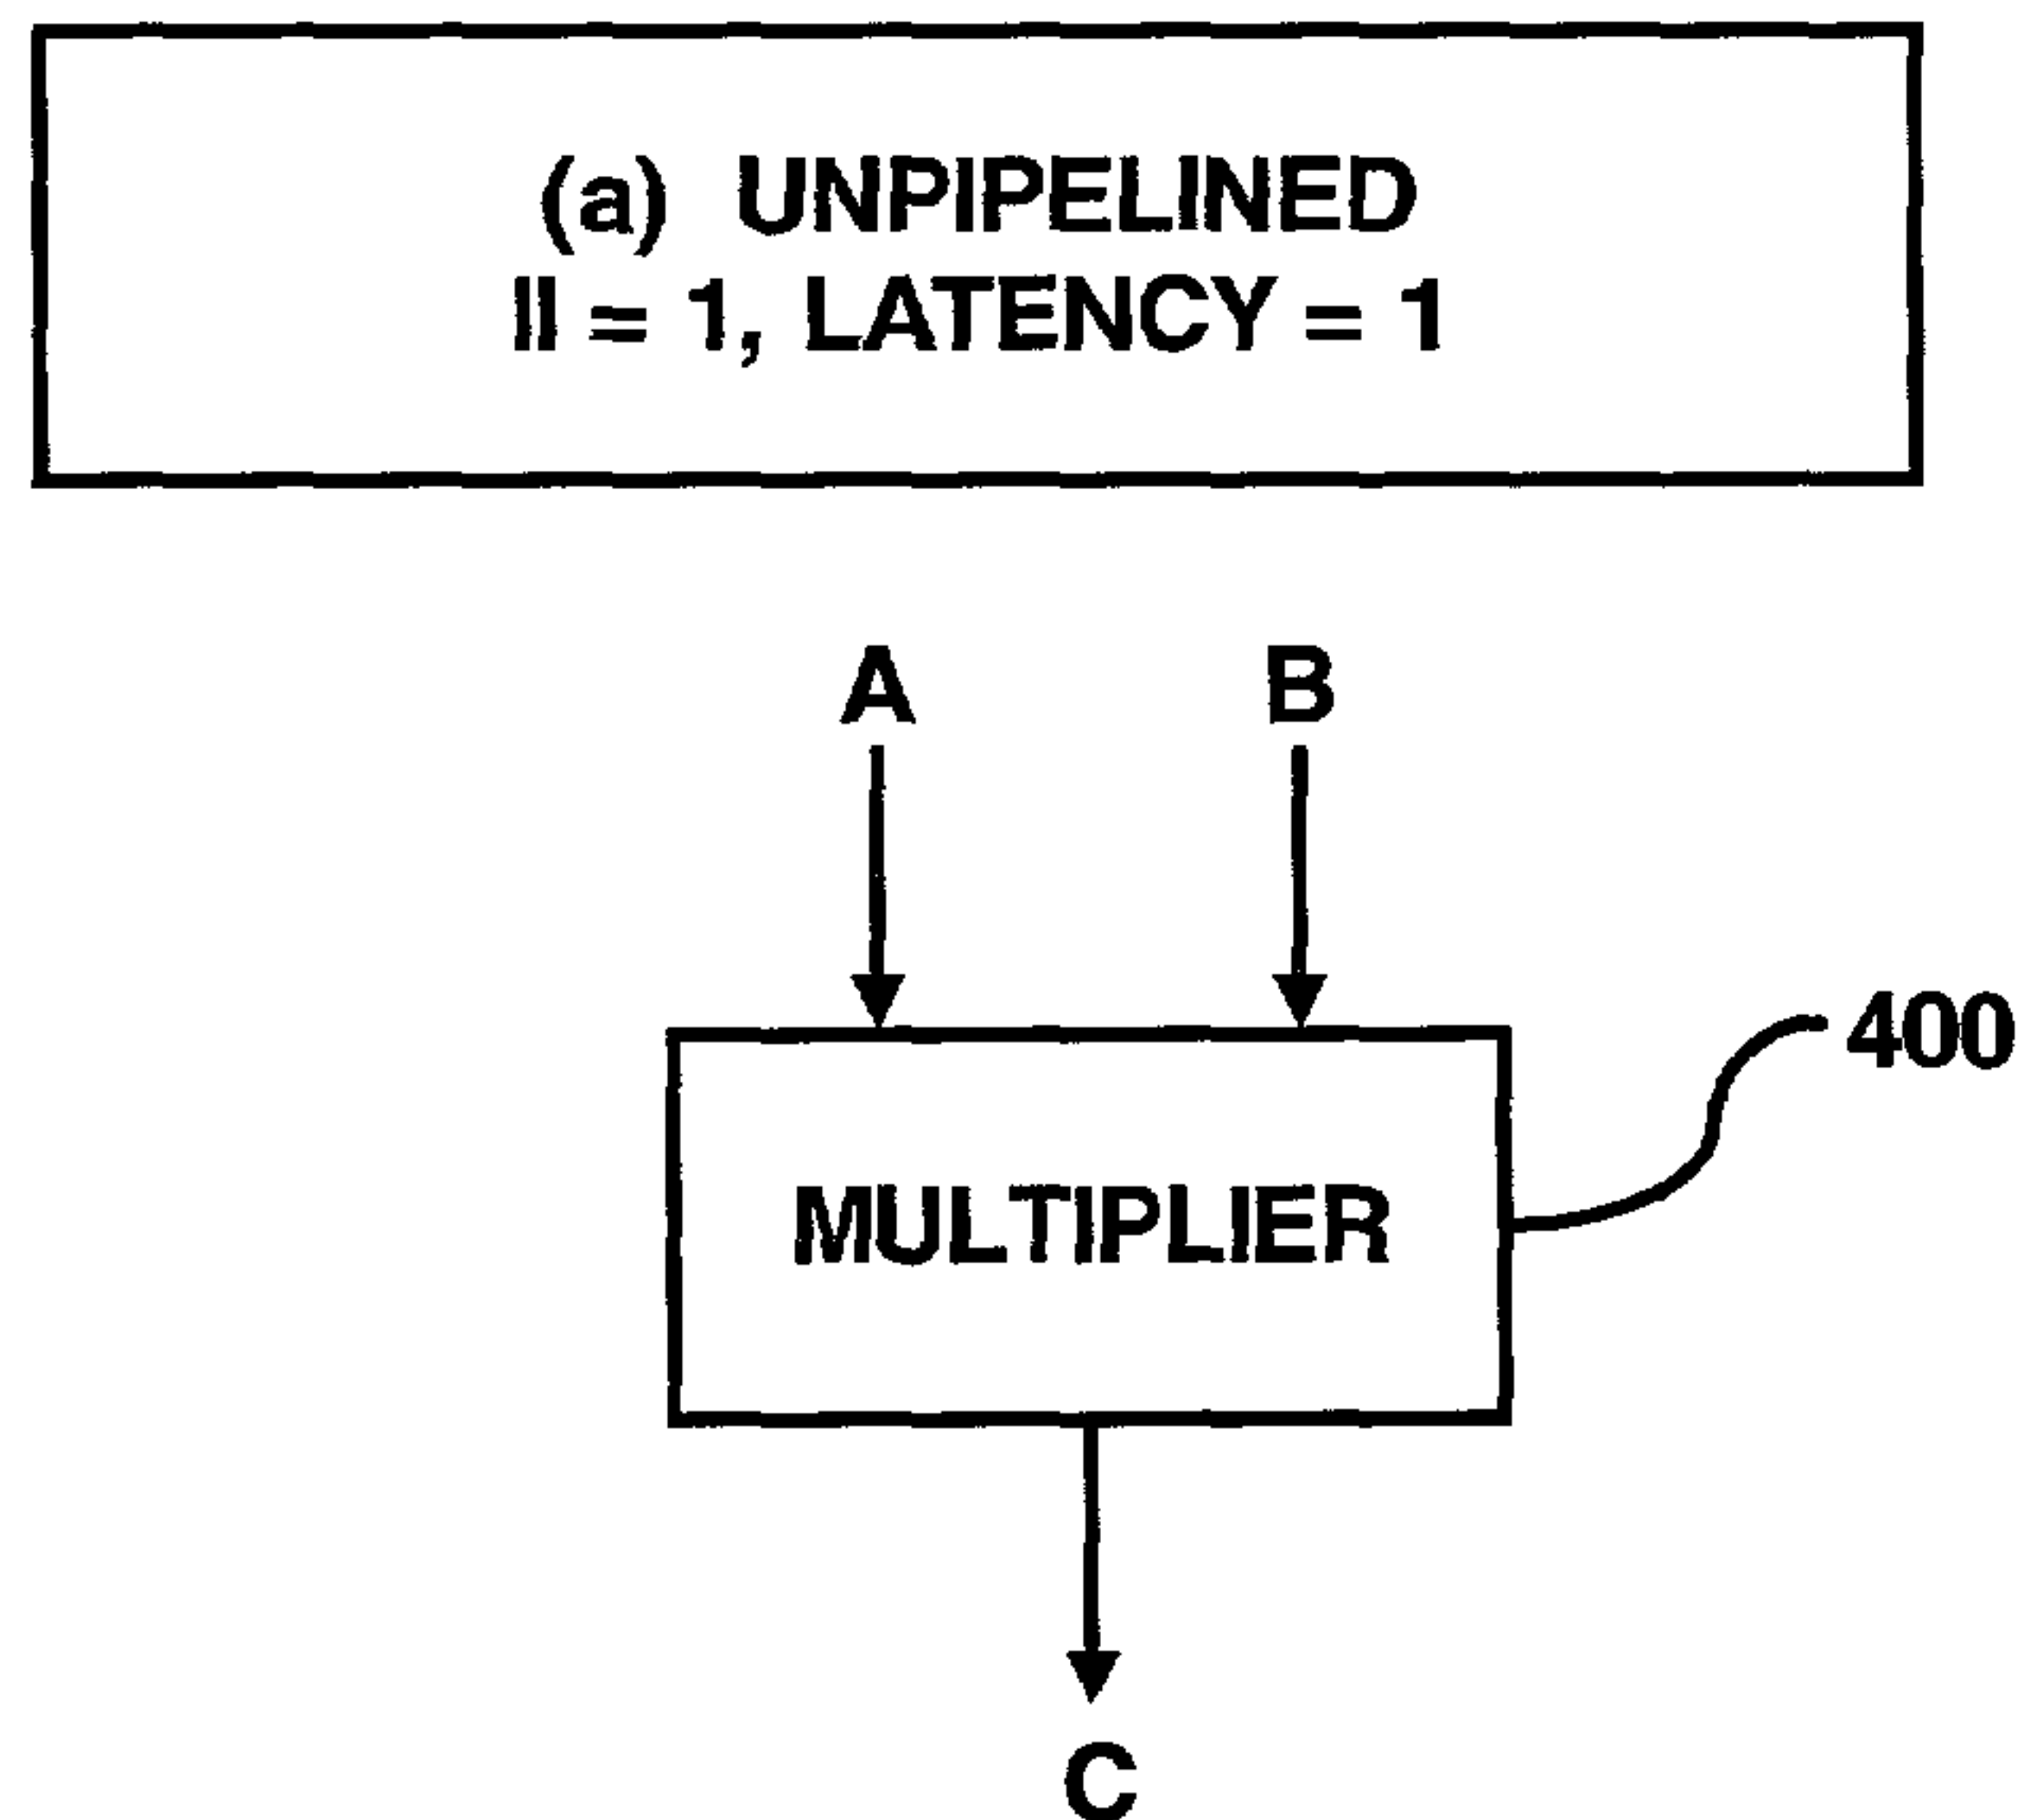 (a) UNPIPELINED
II = 1, LATENCY = 1
A B
400
MULTIPLIER
C